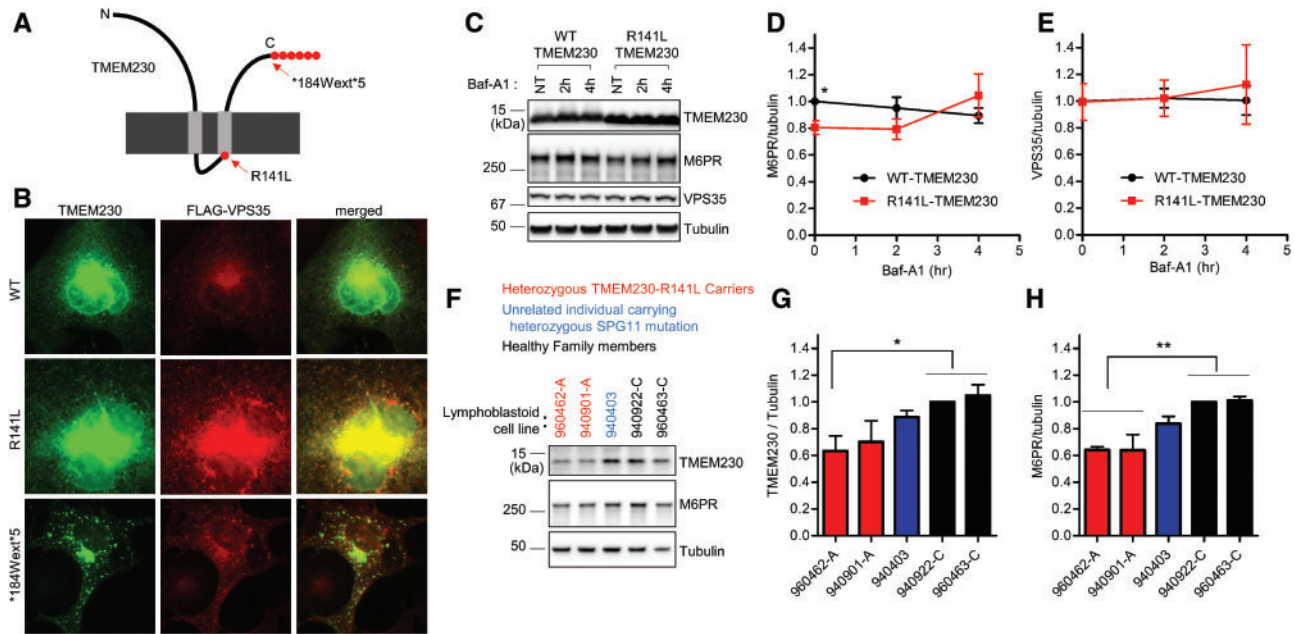 A
N
TMEM230
C
*184Wext*5
R141L
B
TMEM230 FLAG-VPS35 merged
WT
R141L
*184Wext*5
C
WT TMEM230
R141L TMEM230
Baf-A1 : NT 2h 4h NT 2h 4h
15
(kDa)
TMEM230
250
M6PR
67
VPS35
50
Tubulin
D
M6PR/tubulin
1.4
1.2
1.0
0.8
0.6
0.4
0.2
0.0
*
WT-TMEM230
R141L-TMEM230
0 1 2 3 4 5
Baf-A1 (hr)
E
VPS35/tubulin
1.4
1.2
1.0
0.8
0.6
0.4
0.2
0.0
WT-TMEM230
R141L-TMEM230
0 1 2 3 4 5
Baf-A1 (hr)
F
Heterozygous TMEM230-R141L Carriers
Unrelated individual carrying
heterozygous SPG11 mutation
Healthy Family members
Lymphoblastoid
cell line :
960462-A
940901-A
940403
940922-C
960463-C
15
(kDa)
TMEM230
250
M6PR
50
Tubulin
G
TMEM230 / Tubulin
1.4
1.2
1.0
0.8
0.6
0.4
0.2
0.0
*
960462-A
940901-A
940403
940922-C
960463-C
H
M6PR/tubulin
1.4
1.2
1.0
0.8
0.6
0.4
0.2
0.0
**
960462-A
940901-A
940403
940922-C
960463-C